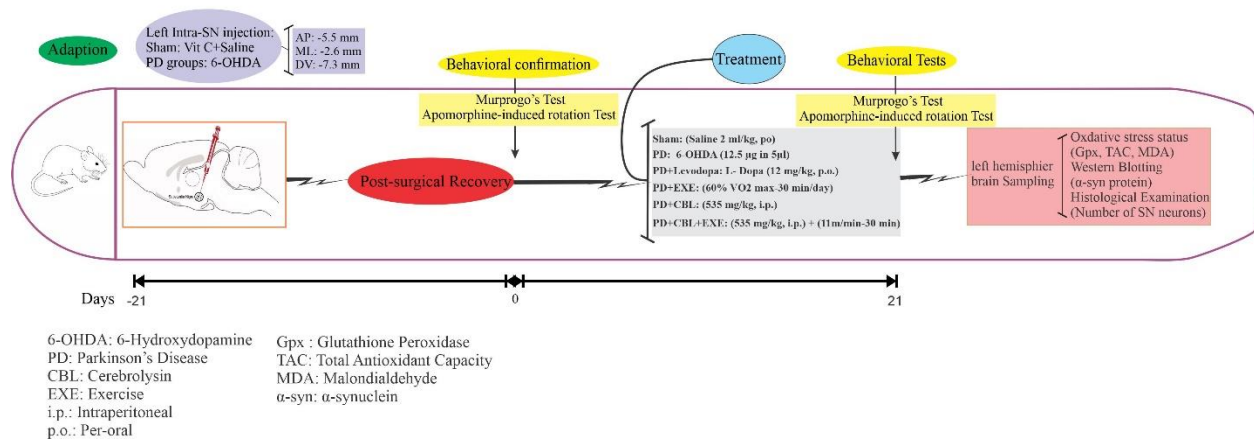 Adaption
Left Intra-SN injection:
Sham: Vit C+Saline
PD groups: 6-OHDA
AP: -5.5 mm
ML: -2.6 mm
DV: -7.3 mm
Behavioral confirmation
Murprogo's Test
Apomorphine-induced rotation Test
Treatment
Behavioral Tests
Murprogo's Test
Apomorphine-induced rotation Test
Post-surgical Recovery
Sham: (Saline 2 ml/kg, po)
PD: 6-OHDA (12.5 µg in 5µl)
PD+Levodopa: L- Dopa (12 mg/kg, p.o.)
PD+EXE: (60% VO2 max-30 min/day)
PD+CBL: (535 mg/kg, i.p.)
PD+CBL+EXE: (535 mg/kg, i.p.) + (11m/min-30 min)
left hemisphier
brain Sampling
Oxdative stress status
(Gpx, TAC, MDA)
Western Blotting
(α-syn protein)
Histological Examination
(Number of SN neurons)
Days
-21
0
21
6-OHDA: 6-Hydroxydopamine
PD: Parkinson's Disease
CBL: Cerebrolysin
EXE: Exercise
i.p.: Intraperitoneal
p.o.: Per-oral
Gpx : Glutathione Peroxidase
TAC: Total Antioxidant Capacity
MDA: Malondialdehyde
α-syn: α-synuclein